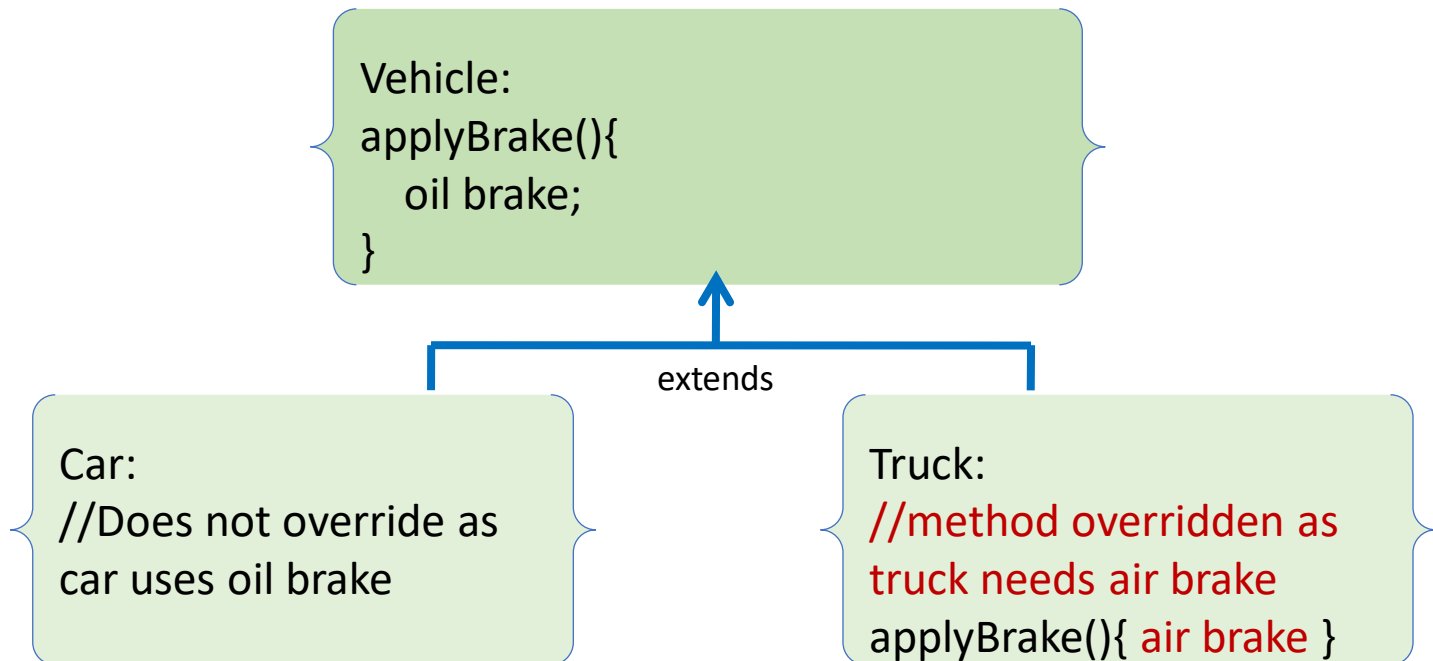 Vehicle:
applyBrake(){
oil brake;
}
extends
Car:
//Does not override as
car uses oil brake
Truck:
//method overridden as
truck needs air brake
applyBrake(){ air brake }